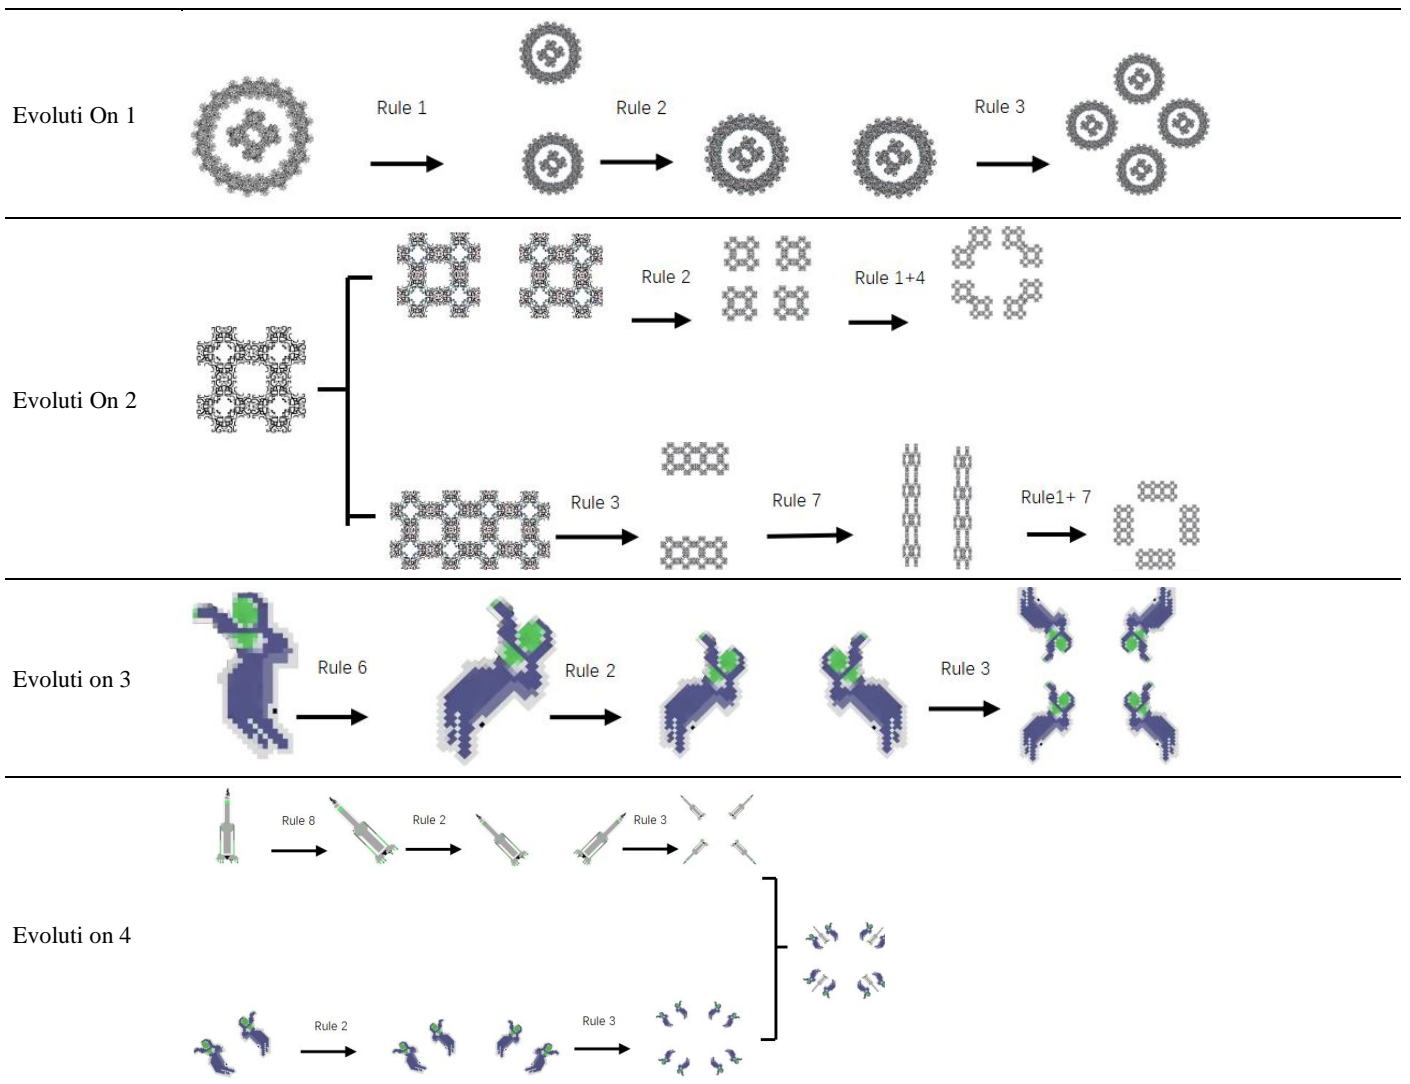 Evoluti On 1
Rule 1
Rule 2
Rule 3
Evoluti On 2
Rule 2
Rule 1+4
Rule 3
Rule 7
Rule1+ 7
Evoluti on 3
Rule 6
Rule 2
Rule 3
Evoluti on 4
Rule 8
Rule 2
Rule 3
Rule 2
Rule 3